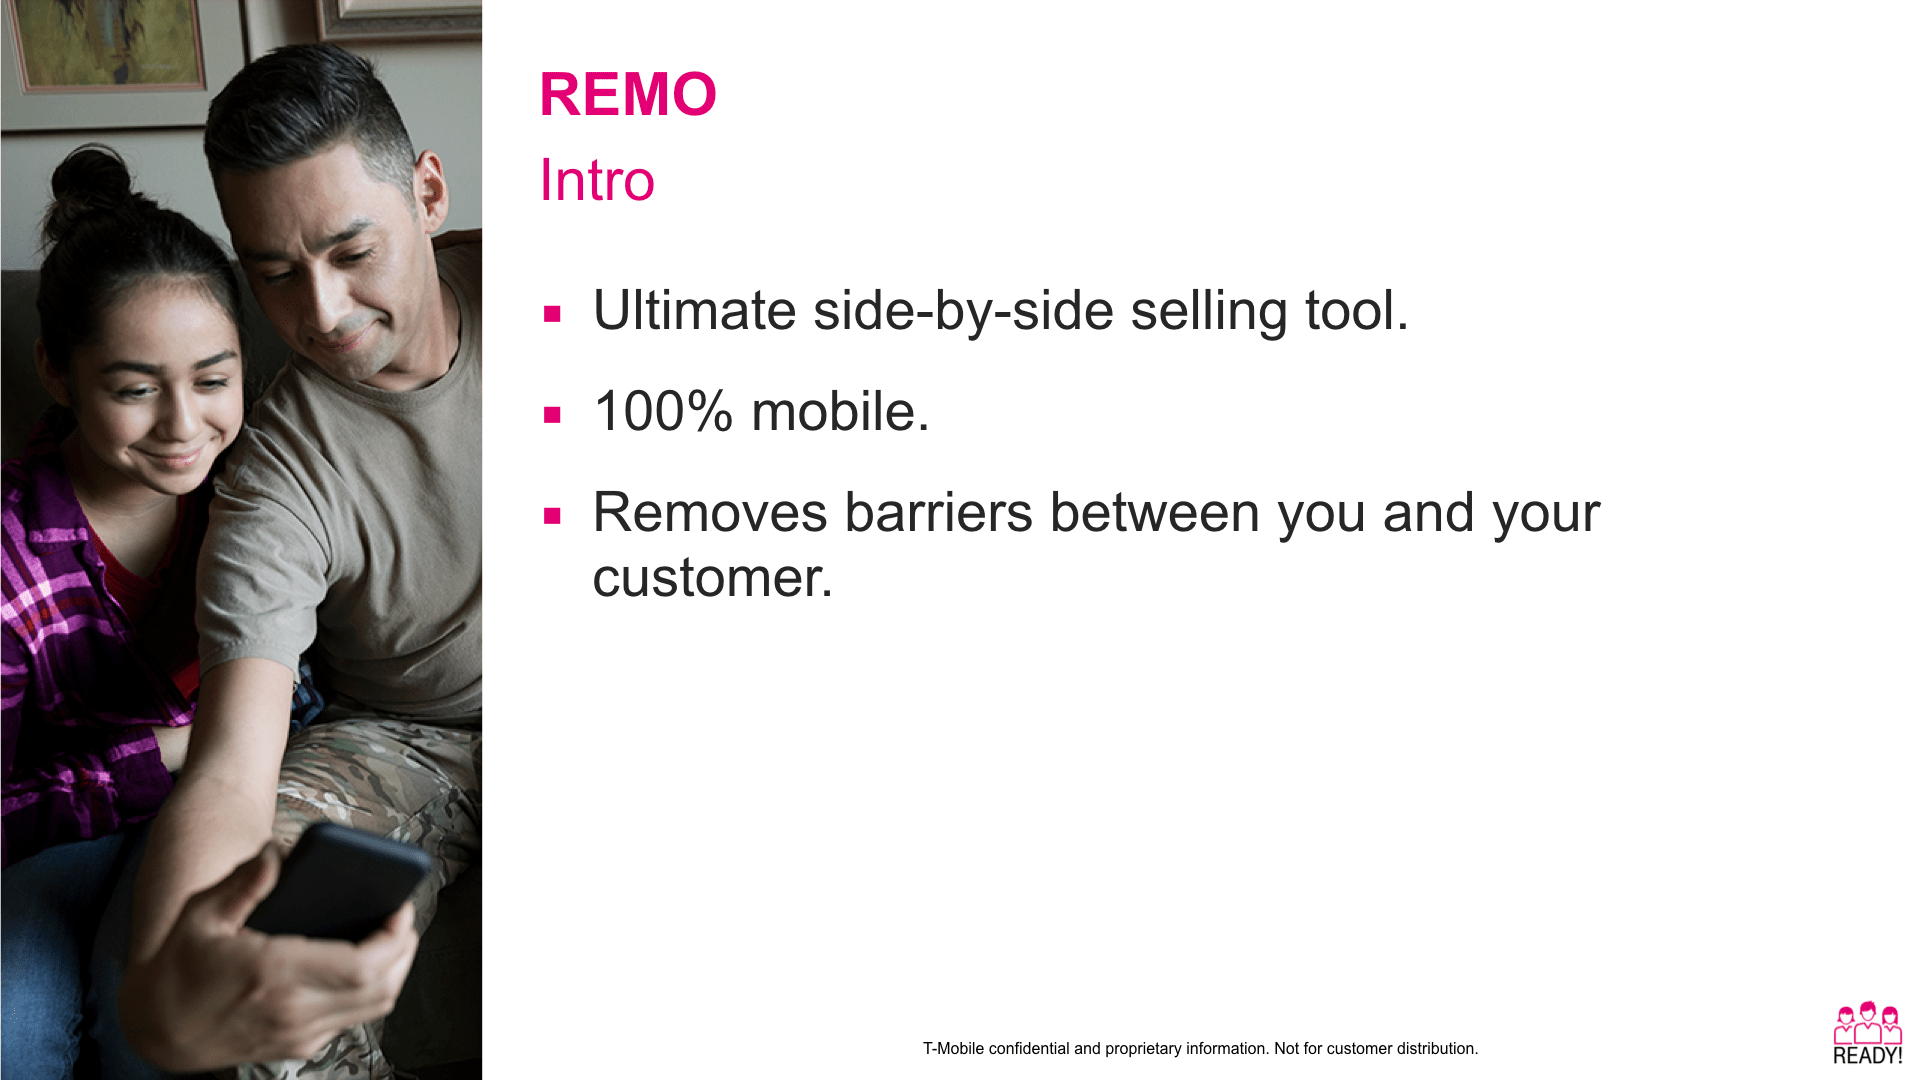 REMO
Intro
Ultimate side-by-side selling tool.
100% mobile.
Removes barriers between you and your
customer.
T-Mobile confidential and proprietary information. Not for customer distribution.
READY!